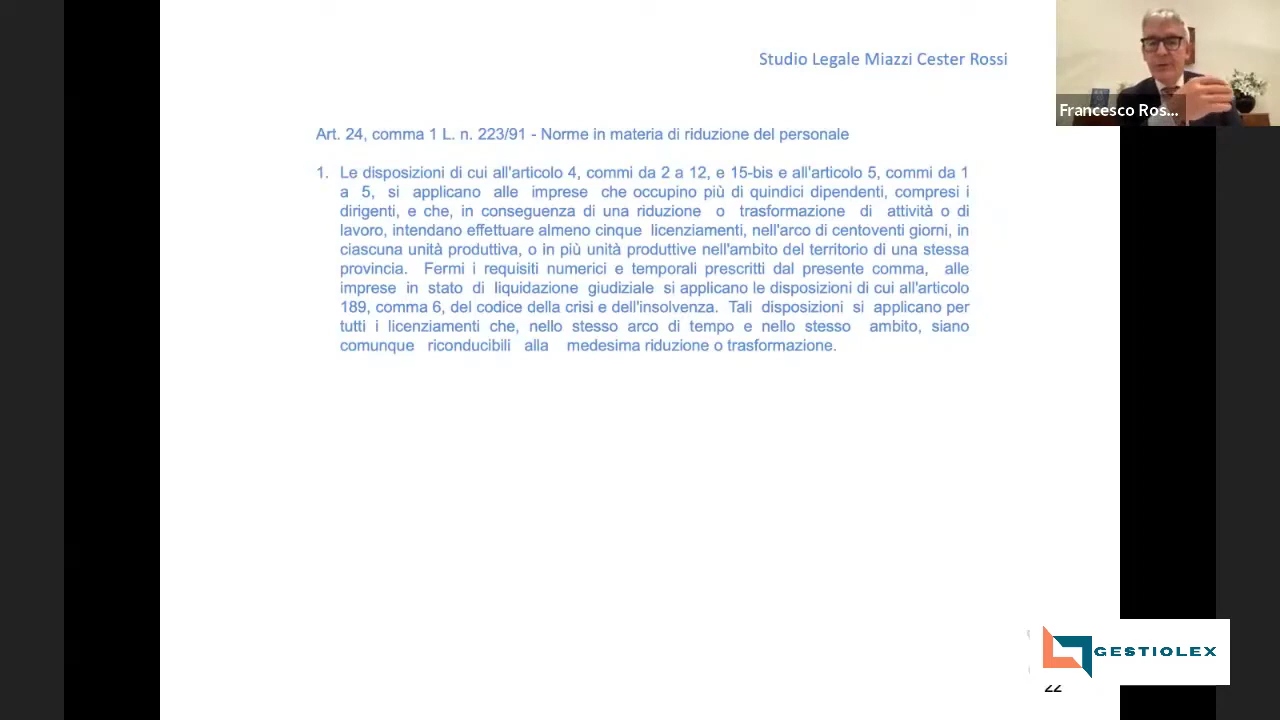 Studio Legale Miazzi Cester Rossi
Francesco Ros...
Art. 24, comma 1 L. n. 223/91 - Norme in materia di riduzione del personale
1. Le disposizioni di cui all'articolo 4, commi da 2 a 12, e 15-bis e all'articolo 5, commi da 1
a 5, si applicano alle imprese che occupino più di quindici dipendenti, compresi i
dirigenti, e che, in conseguenza di una riduzione o trasformazione di attività o di
lavoro, intendano effettuare almeno cinque licenziamenti, nell'arco di centoventi giorni, in
ciascuna unità produttiva, o in più unità produttive nell'ambito del territorio di una stessa
provincia. Fermi i requisiti numerici e temporali prescritti dal presente comma, alle
imprese in stato di liquidazione giudiziale si applicano le disposizioni di cui all'articolo
189, comma 6, del codice della crisi e dell'insolvenza. Tali disposizioni si applicano per
tutti i licenziamenti che, nello stesso arco di tempo e nello stesso ambito, siano
comunque riconducibili alla medesima riduzione o trasformazione.
GESTIOLEX
22